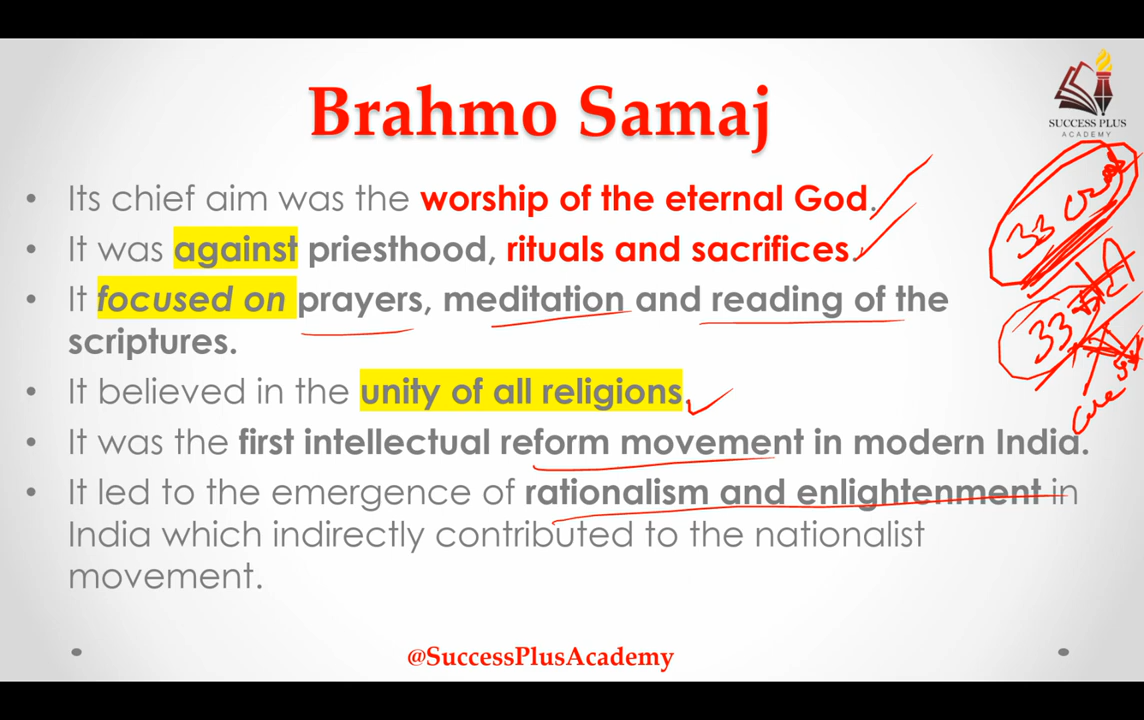 Brahmo Samaj
SUCCESS PLUS
ACADEMY
• Its chief aim was the worship of the eternal God.
• It was against priesthood, rituals and sacrifices.
• It focused on prayers, meditation and reading of the
scriptures.
• It believed in the unity of all religions.
• It was the first intellectual reform movement in modern India.
• It led to the emergence of rationalism and enlightenment in
India which indirectly contributed to the nationalist
movement.
33
33
@SuccessPlusAcademy